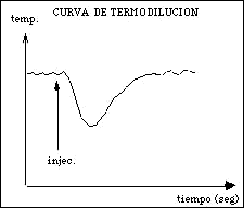 CURVA DE TERMODILUCION
temp.
injec.
tiempo (seg)